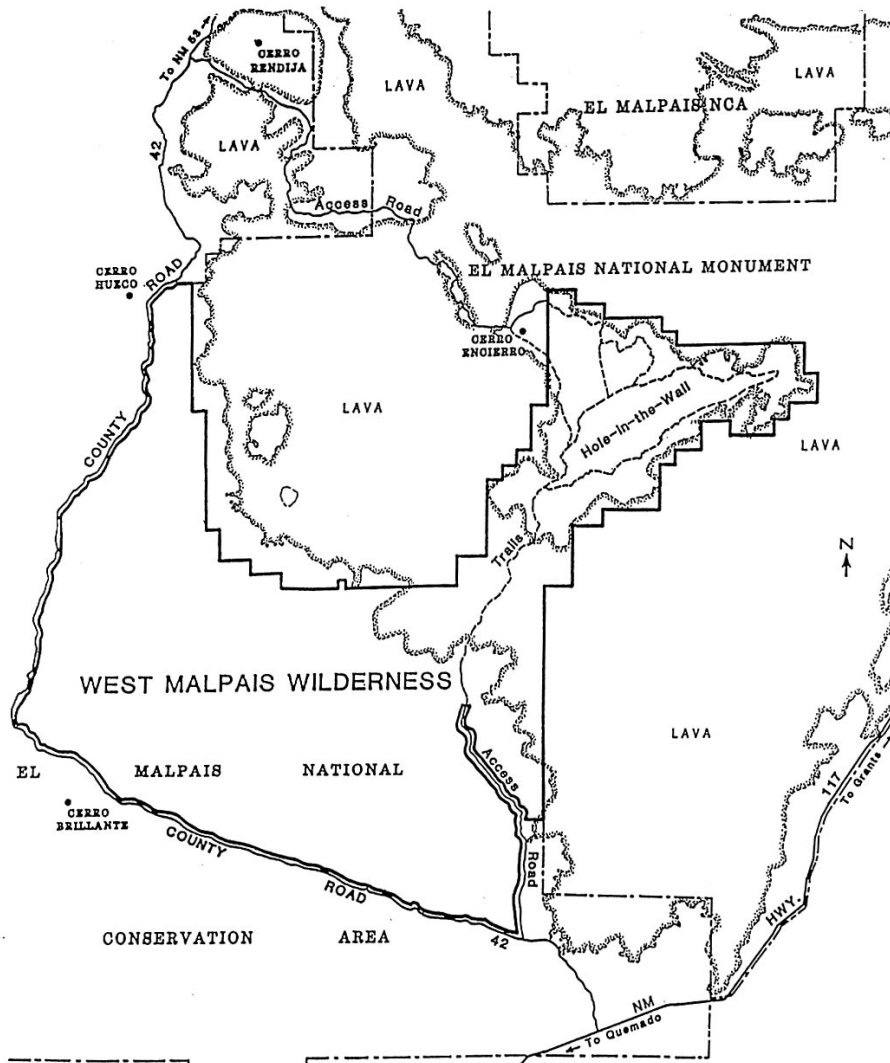 To NM 53
CERRO
RENDIJA
LAVA
LAVA
EL MALPAIS NCA
42
LAVA
Access Road
CERRO
HUECO
ROAD
EL MALPAIS NATIONAL MONUMENT
CERRO
ENCIERRO
LAVA
Hole-in-the-Wall
COUNTY
LAVA
N
Trails
WEST MALPAIS WILDERNESS
LAVA
EL MALPAIS NATIONAL
Access
Road
117
To Grants
CERRO
BRILLANTE
COUNTY
ROAD
HWY.
CONSERVATION AREA
42
NM
To Quemado